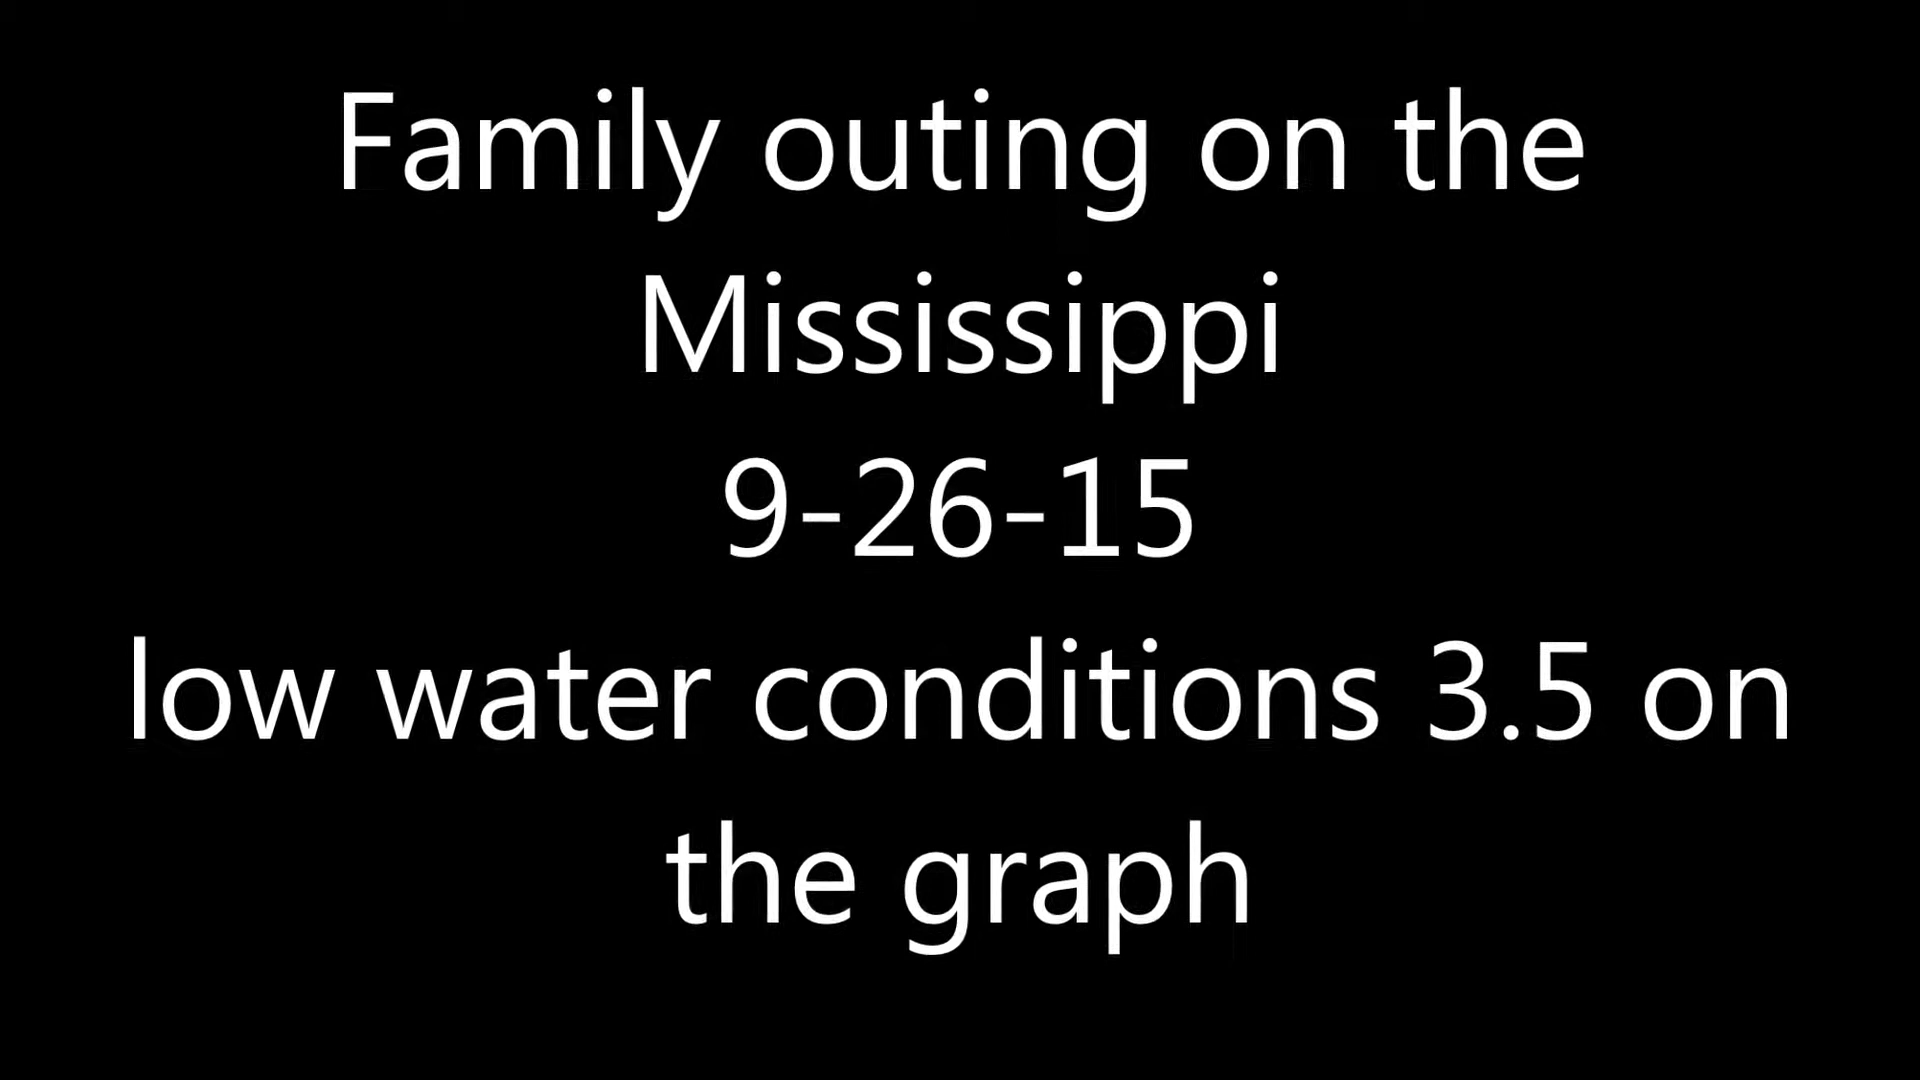 Family outing on the
Mississippi
9-26-15
low water conditions 3.5 on
the graph